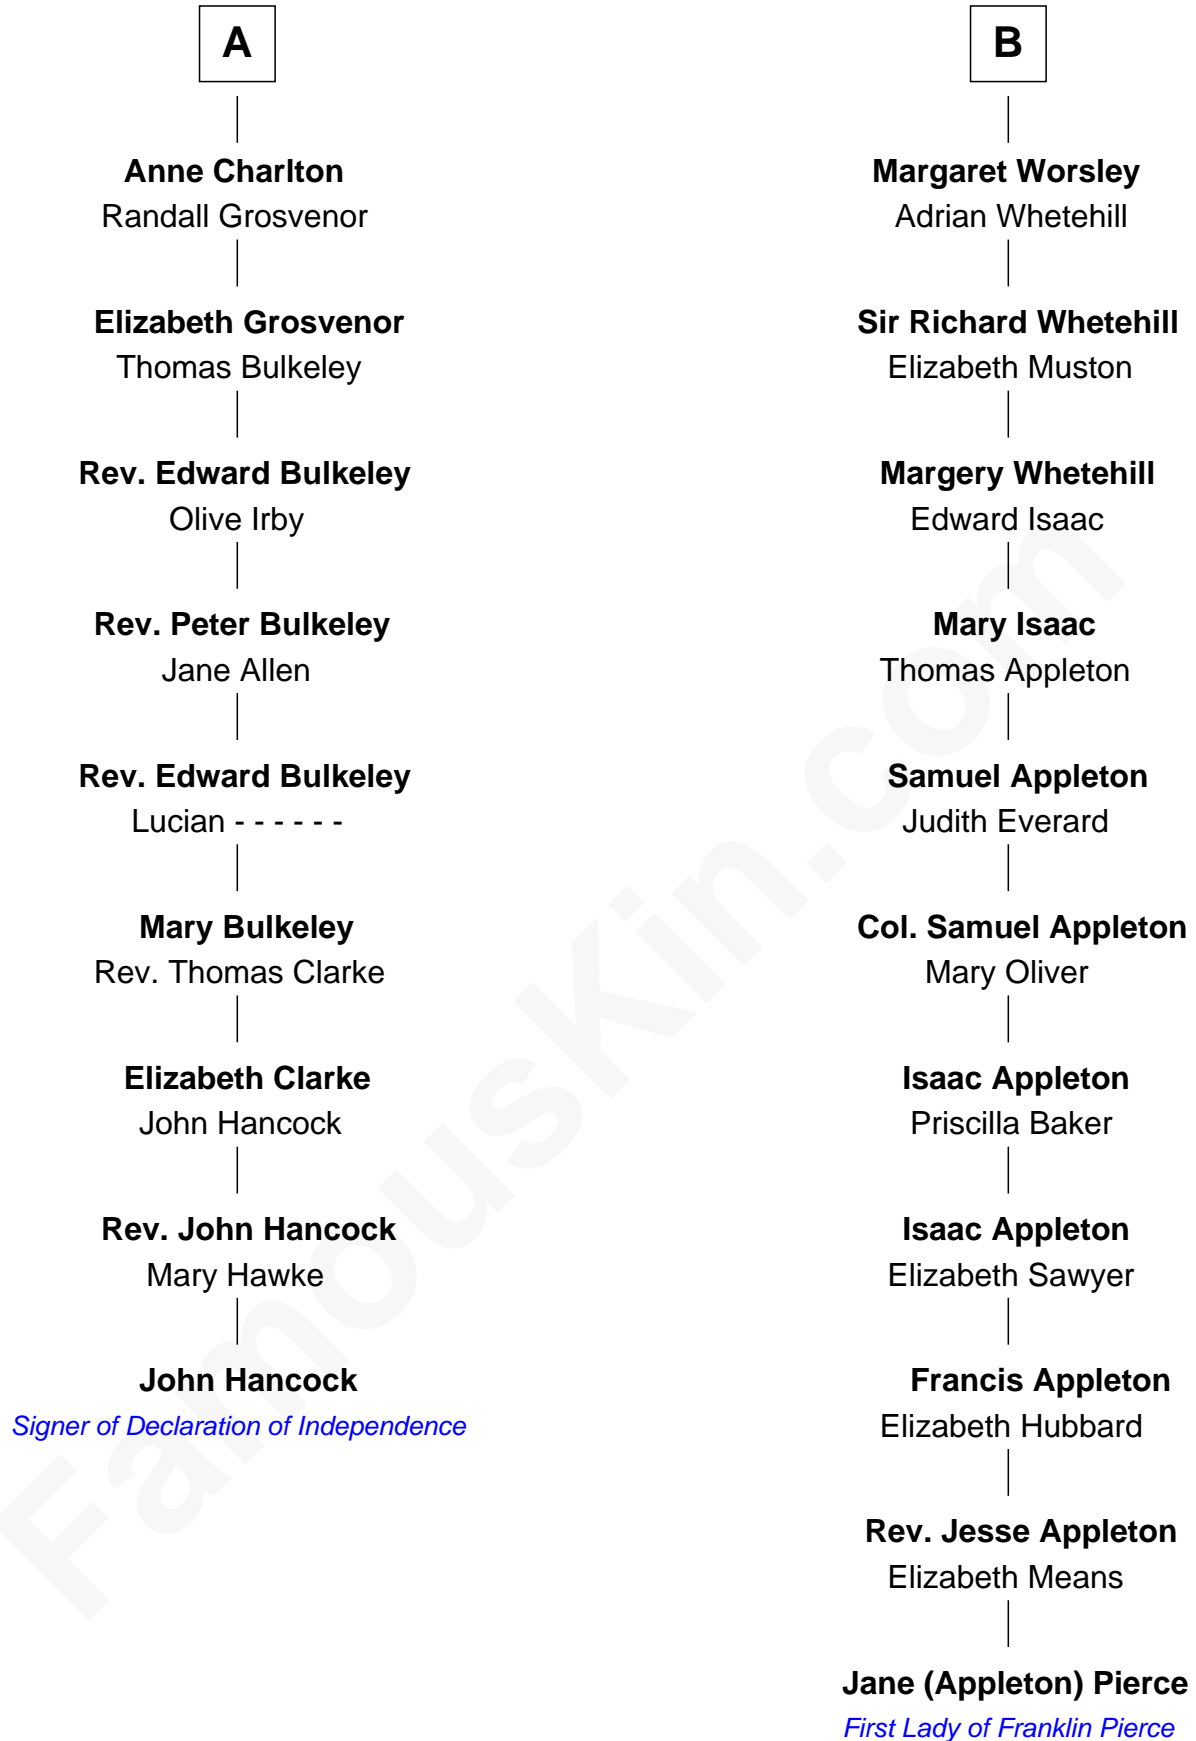 A
Anne Charlton
Randall Grosvenor
Elizabeth Grosvenor
Thomas Bulkeley
Rev. Edward Bulkeley
Olive Irby
Rev. Peter Bulkeley
Jane Allen
Rev. Edward Bulkeley
Lucian - - - - - -
Mary Bulkeley
Rev. Thomas Clarke
Elizabeth Clarke
John Hancock
Rev. John Hancock
Mary Hawke
John Hancock
Signer of Declaration of Independence
B
Margaret Worsley
Adrian Whetehill
Sir Richard Whetehill
Elizabeth Muston
Margery Whetehill
Edward Isaac
Mary Isaac
Thomas Appleton
Samuel Appleton
Judith Everard
Col. Samuel Appleton
Mary Oliver
Isaac Appleton
Priscilla Baker
Isaac Appleton
Elizabeth Sawyer
Francis Appleton
Elizabeth Hubbard
Rev. Jesse Appleton
Elizabeth Means
Jane (Appleton) Pierce
First Lady of Franklin Pierce
FamousKin.com